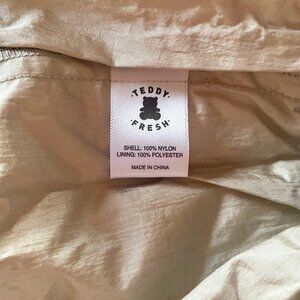 TEDDY
FRESH
SHELL: 100% NYLON
LINING: 100% POLYESTER
MADE IN CHINA